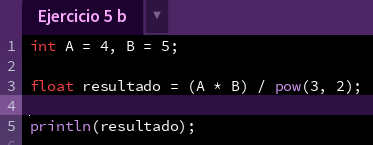 Ejercicio 5 b
1 int A = 4, B = 5;
2
3 float resultado = (A * B) / pow(3, 2);
4
5 println(resultado);